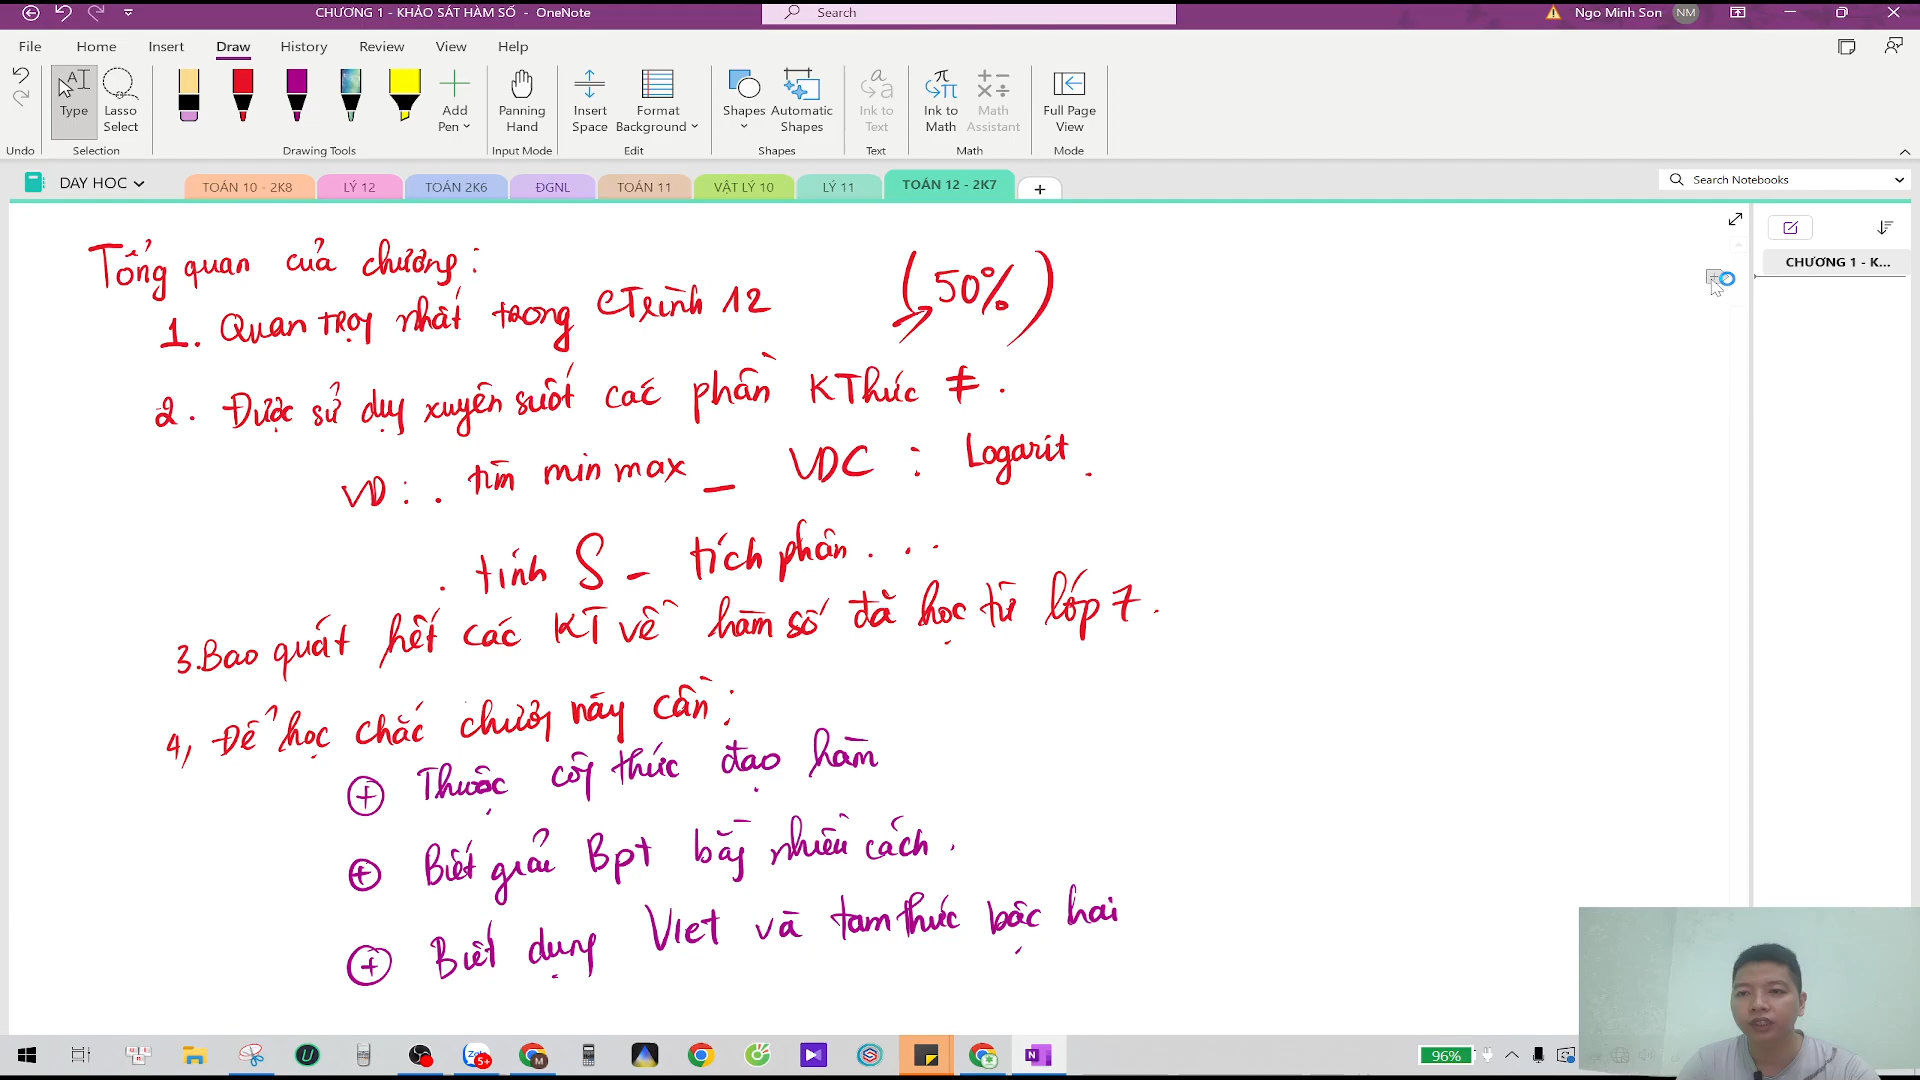 CHƯƠNG 1 - KHẢO SÁT HÀM SỐ - OneNote
Search
Ngo Minh Son
NM
File Home Insert Draw History Review View Help
Type
Lasso Select
Add Pen
Panning Hand
Insert Space
Format Background
Shapes
Automatic Shapes
Ink to Text
Ink to Math
Math Assistant
Full Page View
Undo
Selection
Drawing Tools
Input Mode
Edit
Shapes
Text
Math
Mode
DAY HOC
TOÁN 10 - 2K8
LÝ 12
TOÁN 2K6
ĐGNL
TOÁN 11
VẬT LÝ 10
LÝ 11
TOÁN 12 - 2K7
Search Notebooks
CHƯƠNG 1 - K...
Tổng quan của chương:
1. Quan trọg nhất trong CTrình 12 (50%)
2. Được sử dụg xuyên suốt các phần KThức ≠.
VD: . tìm min max _ VDC : Logarit.
. tính S - tích phân...
3. Bao quát hết các KT về hàm số đã học từ lớp 7.
4, Để học chắc chươg này cần:
⊕ Thuộc côg thức đạo hàm
⊕ Biết giải Bpt bằg nhiều cách.
⊕ Biết dụng Viet và tam thức bậc hai
96%